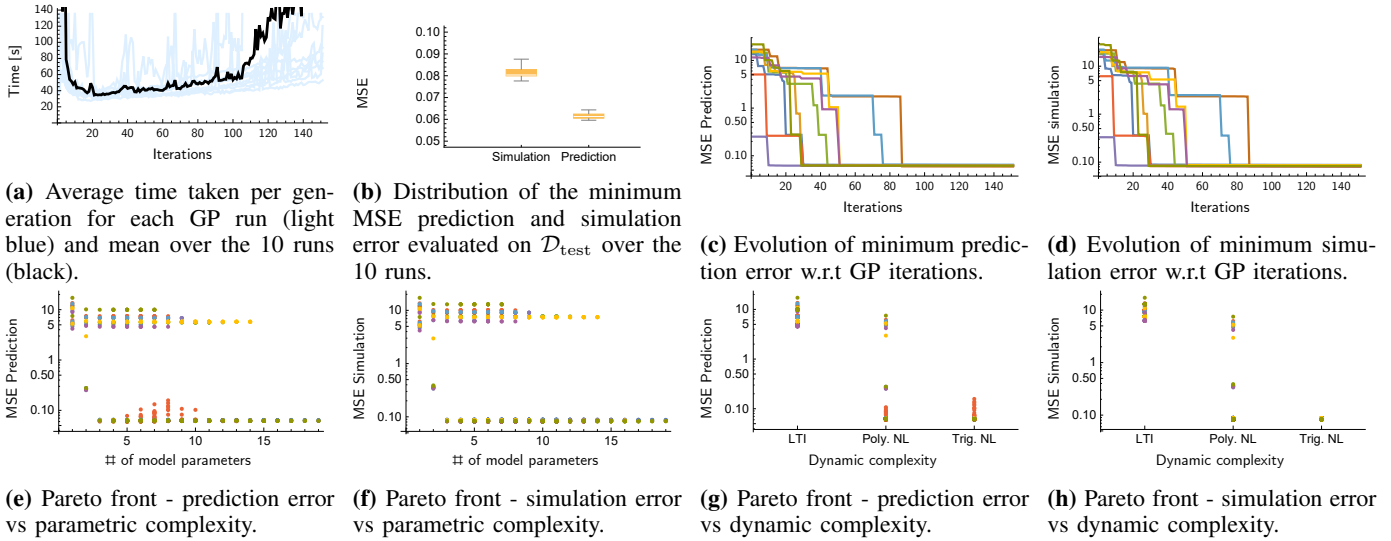 140
120
100
80
60
40
20
0
Time [s]
20 40 60 80 100 120 140
Iterations
(a) Average time taken per gen-
eration for each GP run (light
blue) and mean over the 10 runs
(black).
0.10
0.09
0.08
0.07
0.06
0.05
MSE
Simulation Prediction
(b) Distribution of the minimum
MSE prediction and simulation
error evaluated on 𝒟test over the
10 runs.
10
5
1
0.50
0.10
MSE Prediction
20 40 60 80 100 120 140
Iterations
(c) Evolution of minimum predic-
tion error w.r.t GP iterations.
10
5
1
0.50
0.10
MSE simulation
20 40 60 80 100 120 140
Iterations
(d) Evolution of minimum simu-
lation error w.r.t GP iterations.
10
5
1
0.50
0.10
MSE Prediction
5 10 15
# of model parameters
(e) Pareto front - prediction error
vs parametric complexity.
10
5
1
0.50
0.10
MSE Simulation
5 10 15
# of model parameters
(f) Pareto front - simulation error
vs parametric complexity.
10
5
1
0.50
0.10
MSE Prediction
LTI Poly. NL Trig. NL
Dynamic complexity
(g) Pareto front - prediction error
vs dynamic complexity.
10
5
1
0.50
0.10
MSE Simulation
LTI Poly. NL Trig. NL
Dynamic complexity
(h) Pareto front - simulation error
vs dynamic complexity.